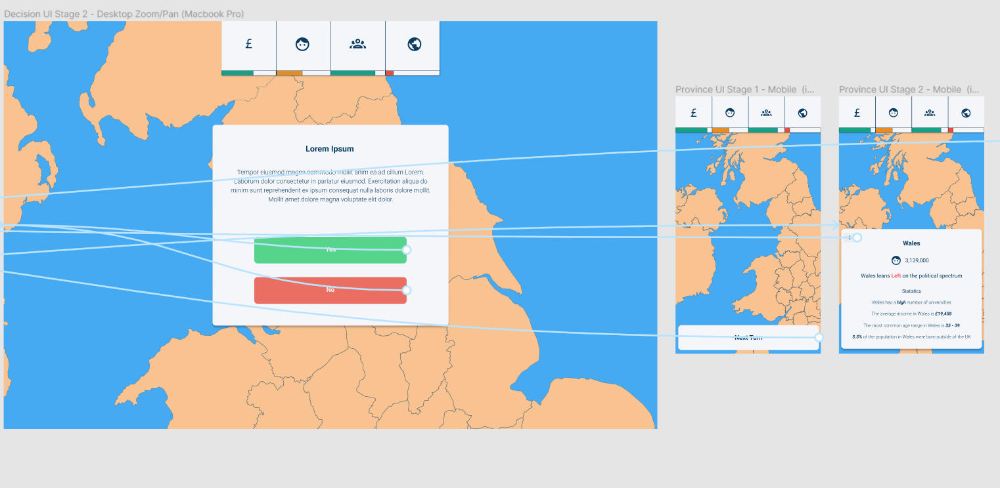 Decision UI Stage 2 - Desktop Zoom/Pan (Macbook Pro)
£
Lorem Ipsum
Tempor eiusmod magna commodo mollit anim ea ad cillum Lorem.
Laborum dolor consectetur in pariatur eiusmod. Exercitation aliqua do
minim sunt reprehenderit ex ipsum consequat nulla laboris dolore mollit.
Mollit amet dolore magna voluptate elit dolor.
Yes
No
Province UI Stage 1 - Mobile (i...
£
Next Turn
Province UI Stage 2 - Mobile (i...
£
Wales
3,139,000
Wales leans Left on the political spectrum
Statistics
Wales has a high number of universities
The average income in Wales is £19,458
The most common age range in Wales is 35 - 39
5.5% of the population in Wales were born outside of the UK